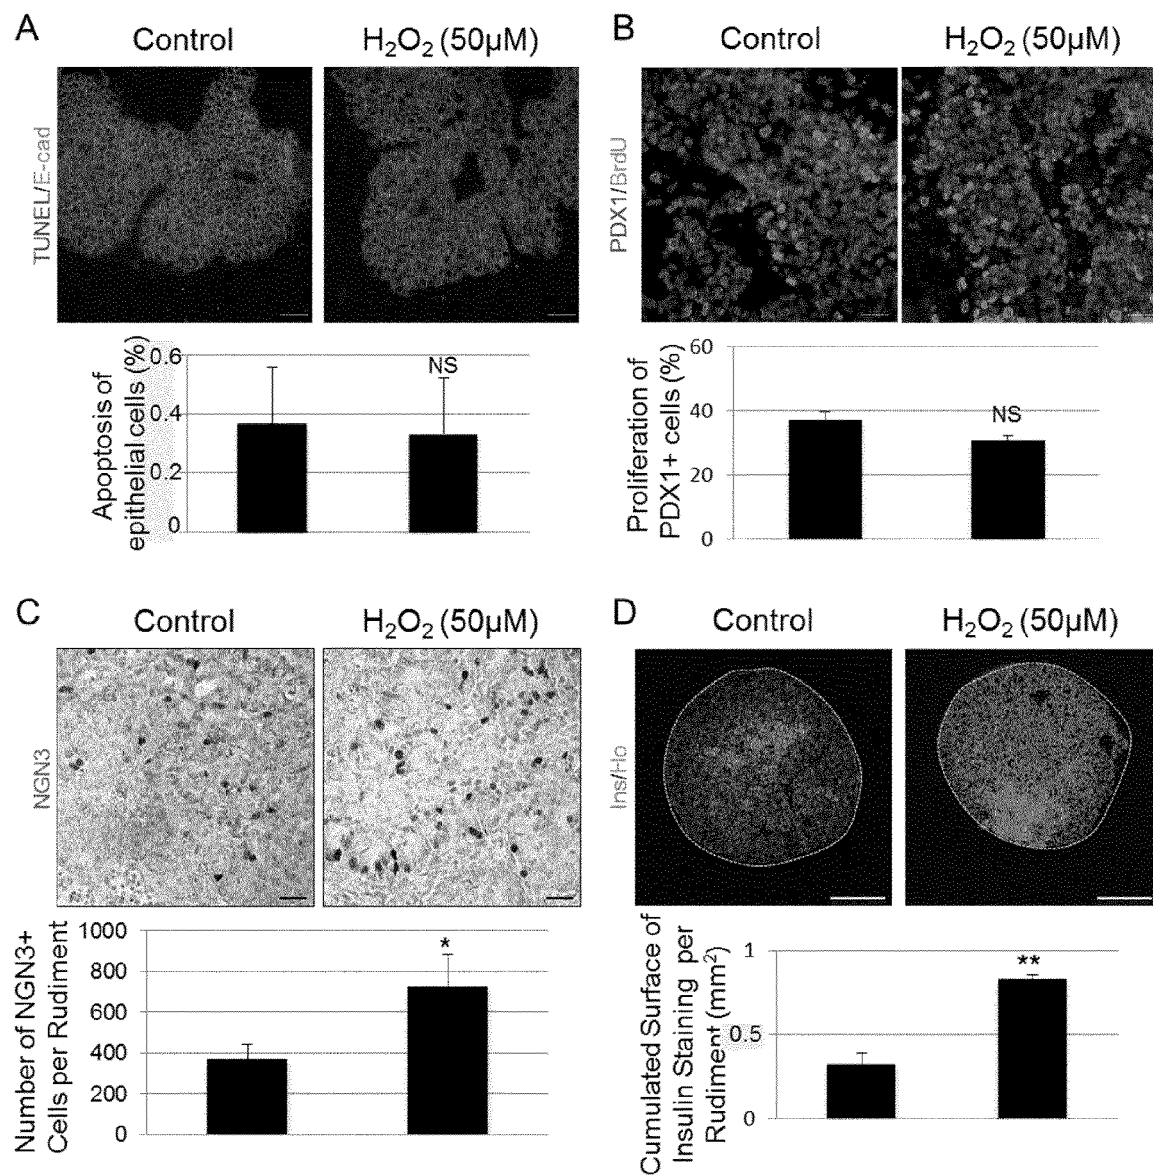 A
Control
H₂O₂ (50μM)
TUNEL/E-cad
Apoptosis of
epithelial cells (%)
0.6
0.4
0.2
0
NS
B
Control
H₂O₂ (50μM)
PDX1/BrdU
Proliferation of
PDX1+ cells (%)
60
40
20
0
NS
C
Control
H₂O₂ (50μM)
NGN3
Number of NGN3+
Cells per Rudiment
1000
800
600
400
200
0
*
D
Control
H₂O₂ (50μM)
Ins/Ho
Cumulated Surface of
Insulin Staining per
Rudiment (mm²)
1
0.5
0
**